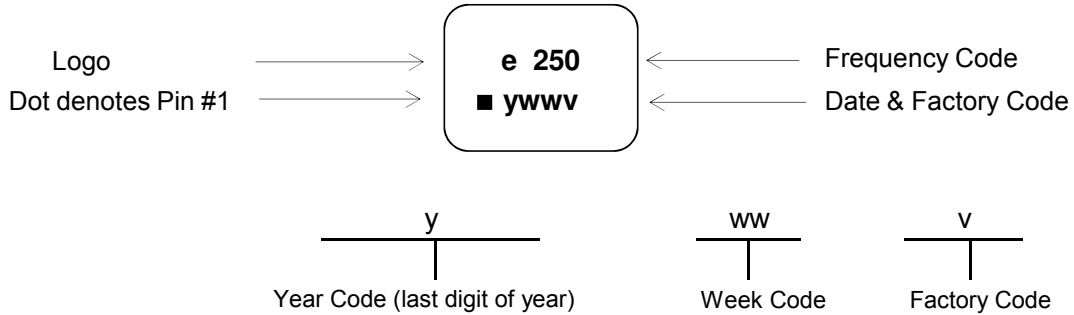 Logo
e 250
Frequency Code
Dot denotes Pin #1
■ ywwv
Date & Factory Code
y
ww
v
Year Code (last digit of year)
Week Code
Factory Code